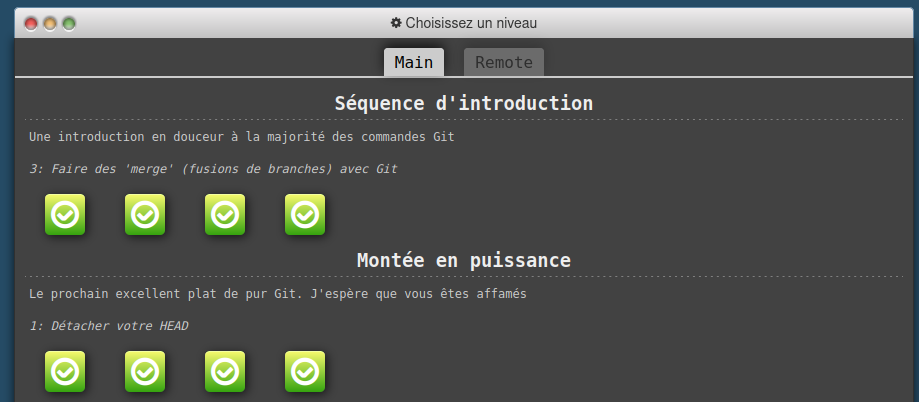 Choisissez un niveau
Main Remote
Séquence d'introduction
Une introduction en douceur à la majorité des commandes Git
3: Faire des 'merge' (fusions de branches) avec Git
Montée en puissance
Le prochain excellent plat de pur Git. J'espère que vous êtes affamés
1: Détacher votre HEAD